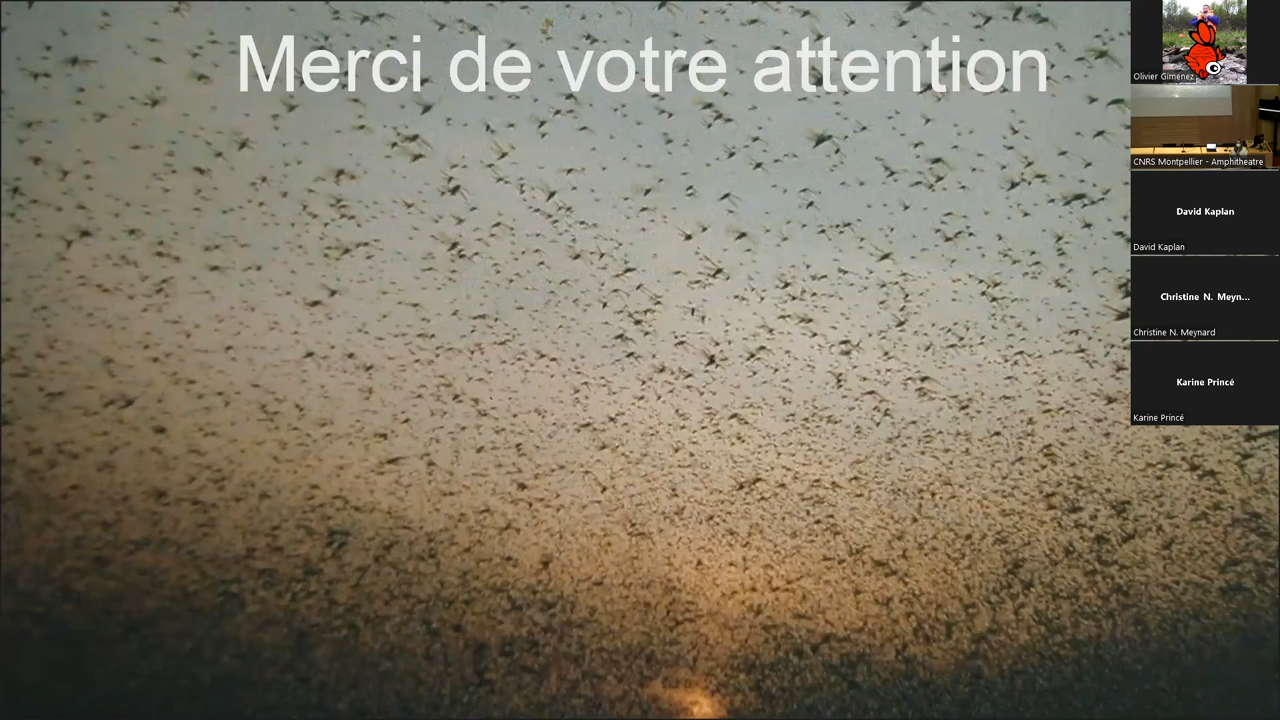 Merci de votre attention
Olivier Gimenez
CNRS Montpellier - Amphitheatre
David Kaplan
David Kaplan
Christine N. Meyn...
Christine N. Meynard
Karine Princé
Karine Princé